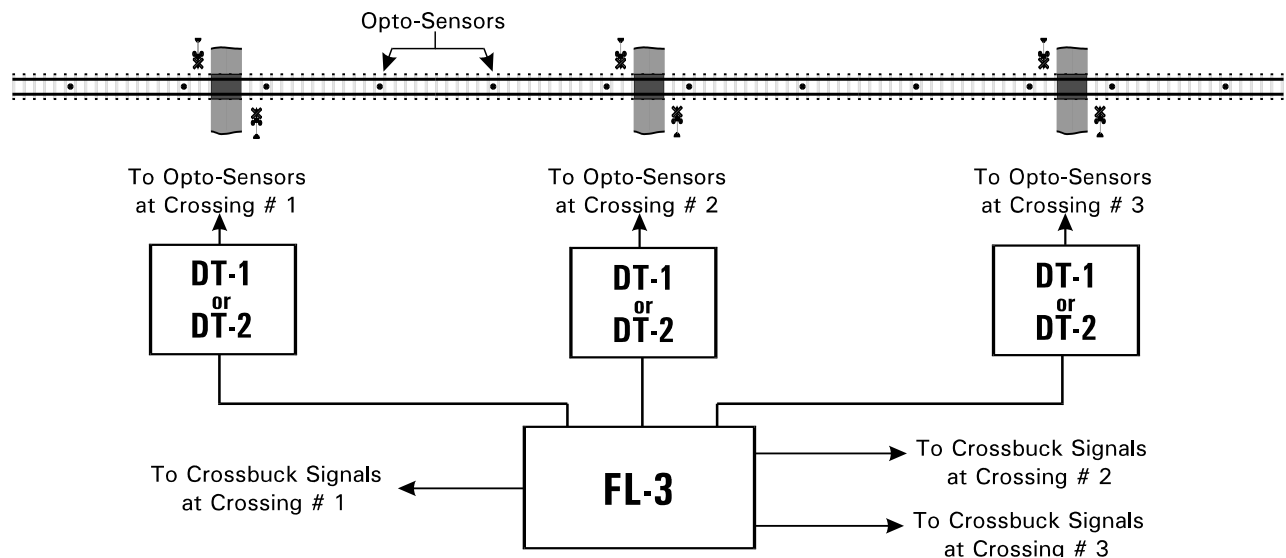 Opto-Sensors
To Opto-Sensors
at Crossing # 1
To Opto-Sensors
at Crossing # 2
To Opto-Sensors
at Crossing # 3
DT-1
or
DT-2
DT-1
or
DT-2
DT-1
or
DT-2
FL-3
To Crossbuck Signals
at Crossing # 1
To Crossbuck Signals
at Crossing # 2
To Crossbuck Signals
at Crossing # 3